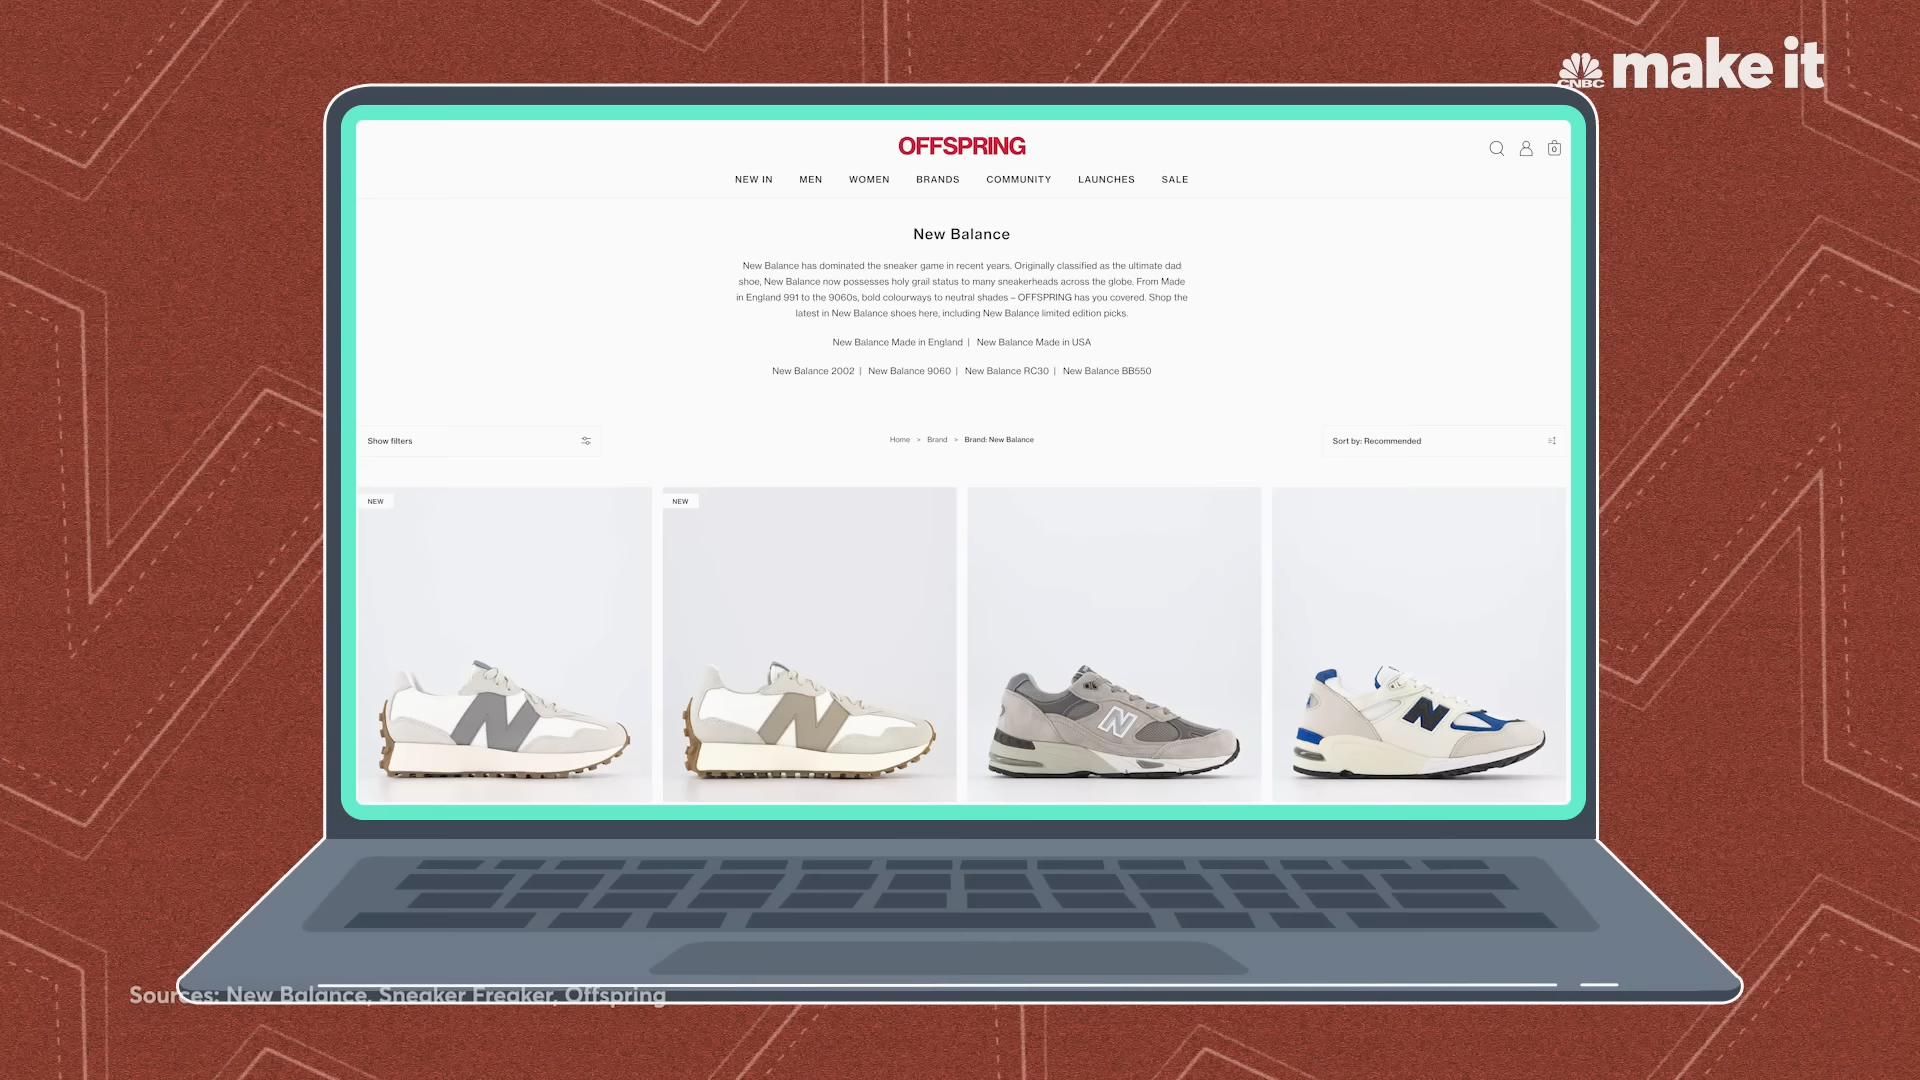 CNBC make it
OFFSPRING
0
NEW IN MEN WOMEN BRANDS COMMUNITY LAUNCHES SALE
New Balance
New Balance has dominated the sneaker game in recent years. Originally classified as the ultimate dad
shoe, New Balance now possesses holy grail status to many sneakerheads across the globe. From Made
in England 991 to the 9060s, bold colourways to neutral shades – OFFSPRING has you covered. Shop the
latest in New Balance shoes here, including New Balance limited edition picks.
New Balance Made in England | New Balance Made in USA
New Balance 2002 | New Balance 9060 | New Balance RC30 | New Balance BB550
Show filters
Home > Brand > Brand: New Balance
Sort by: Recommended
NEW
NEW
N
N
N
N
Sources: New Balance, Sneaker Freaker, Offspring